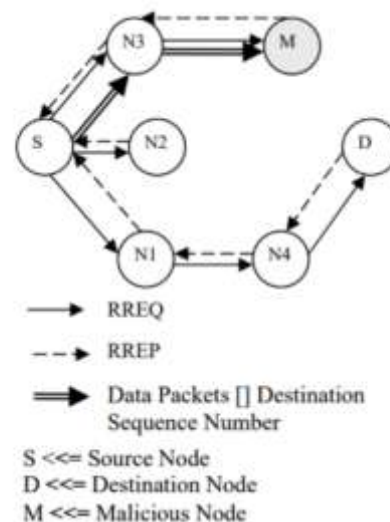 N3
M
S
N2
D
N1
N4
RREQ
RREP
Data Packets [] Destination
Sequence Number
S <<= Source Node
D <<= Destination Node
M <<= Malicious Node